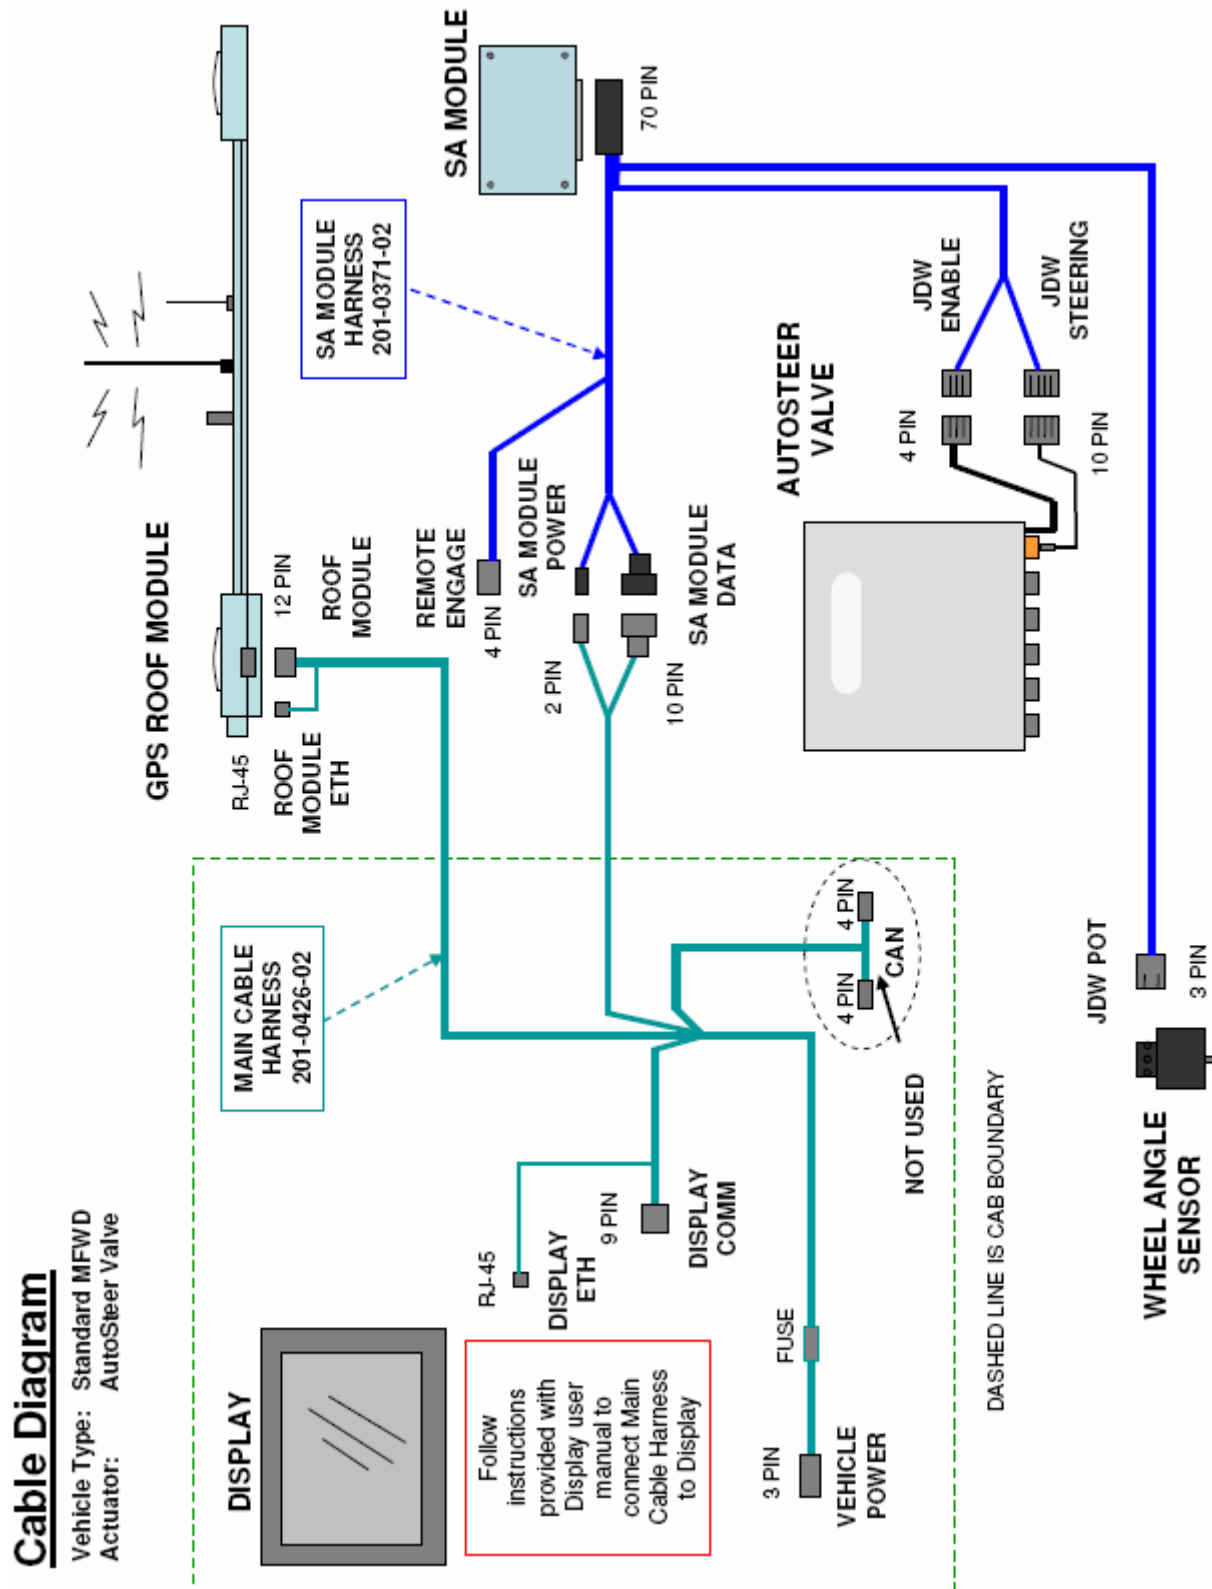 Cable Diagram
Vehicle Type: Standard MFWD
Actuator: AutoSteer Valve
DISPLAY
Follow
instructions
provided with
Display user
manual to
connect Main
Cable Harness
to Display
MAIN CABLE
HARNESS
201-0426-02
RJ-45
DISPLAY
ETH
9 PIN
DISPLAY
COMM
3 PIN
FUSE
VEHICLE
POWER
4 PIN
4 PIN
CAN
NOT USED
DASHED LINE IS CAB BOUNDARY
GPS ROOF MODULE
RJ-45
12 PIN
ROOF
MODULE
ETH
ROOF
MODULE
SA MODULE
HARNESS
201-0371-02
SA MODULE
70 PIN
REMOTE
ENGAGE
4 PIN
SA MODULE
POWER
2 PIN
10 PIN
SA MODULE
DATA
AUTOSTEER
VALVE
4 PIN
10 PIN
JDW
ENABLE
JDW
STEERING
JDW POT
3 PIN
WHEEL ANGLE
SENSOR